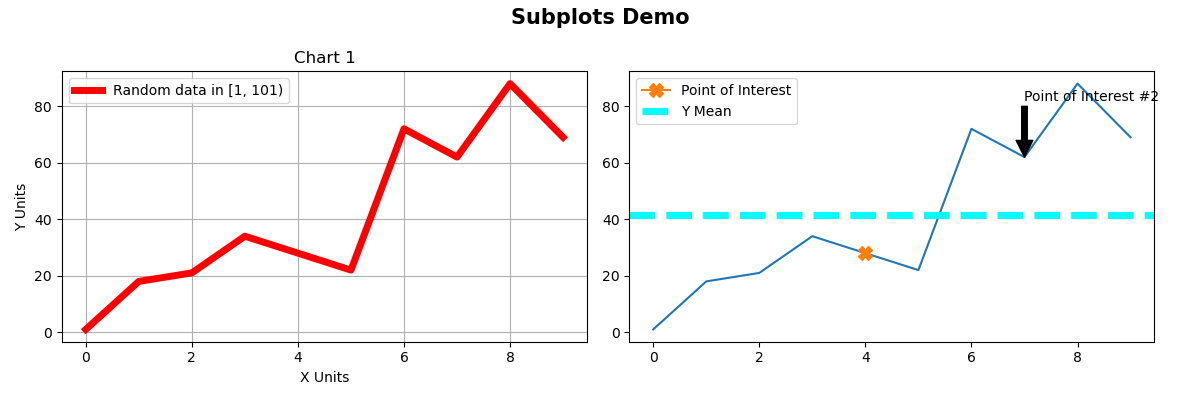 Subplots Demo
Chart 1
Random data in [1, 101)
80
60
40
20
0
Y Units
0 2 4 6 8
X Units
Point of Interest
Y Mean
Point of Interest #2
80
60
40
20
0
0 2 4 6 8